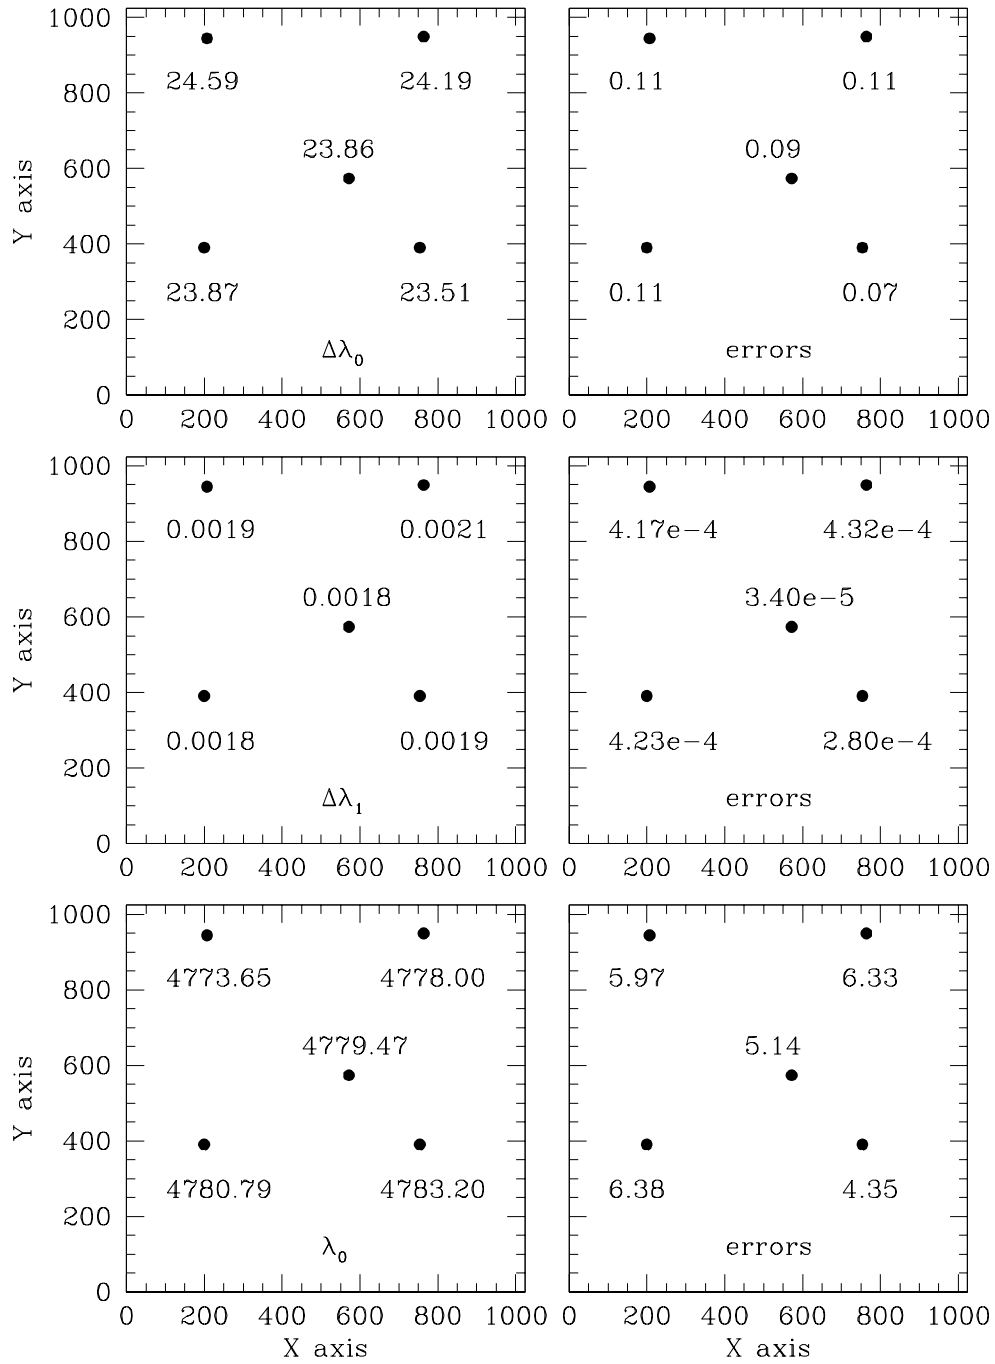 1000
800
600
400
200
0
Y axis
24.59 24.19
23.86
23.87 23.51
Δλ0
0 200 400 600 800 1000
0.11 0.11
0.09
0.11 0.07
errors
0 200 400 600 800 1000
1000
800
600
400
200
0
Y axis
0.0019 0.0021
0.0018
0.0018 0.0019
Δλ1
0 200 400 600 800 1000
4.17e−4 4.32e−4
3.40e−5
4.23e−4 2.80e−4
errors
0 200 400 600 800 1000
1000
800
600
400
200
0
Y axis
4773.65 4778.00
4779.47
4780.79 4783.20
λ0
0 200 400 600 800 1000
X axis
5.97 6.33
5.14
6.38 4.35
errors
0 200 400 600 800 1000
X axis